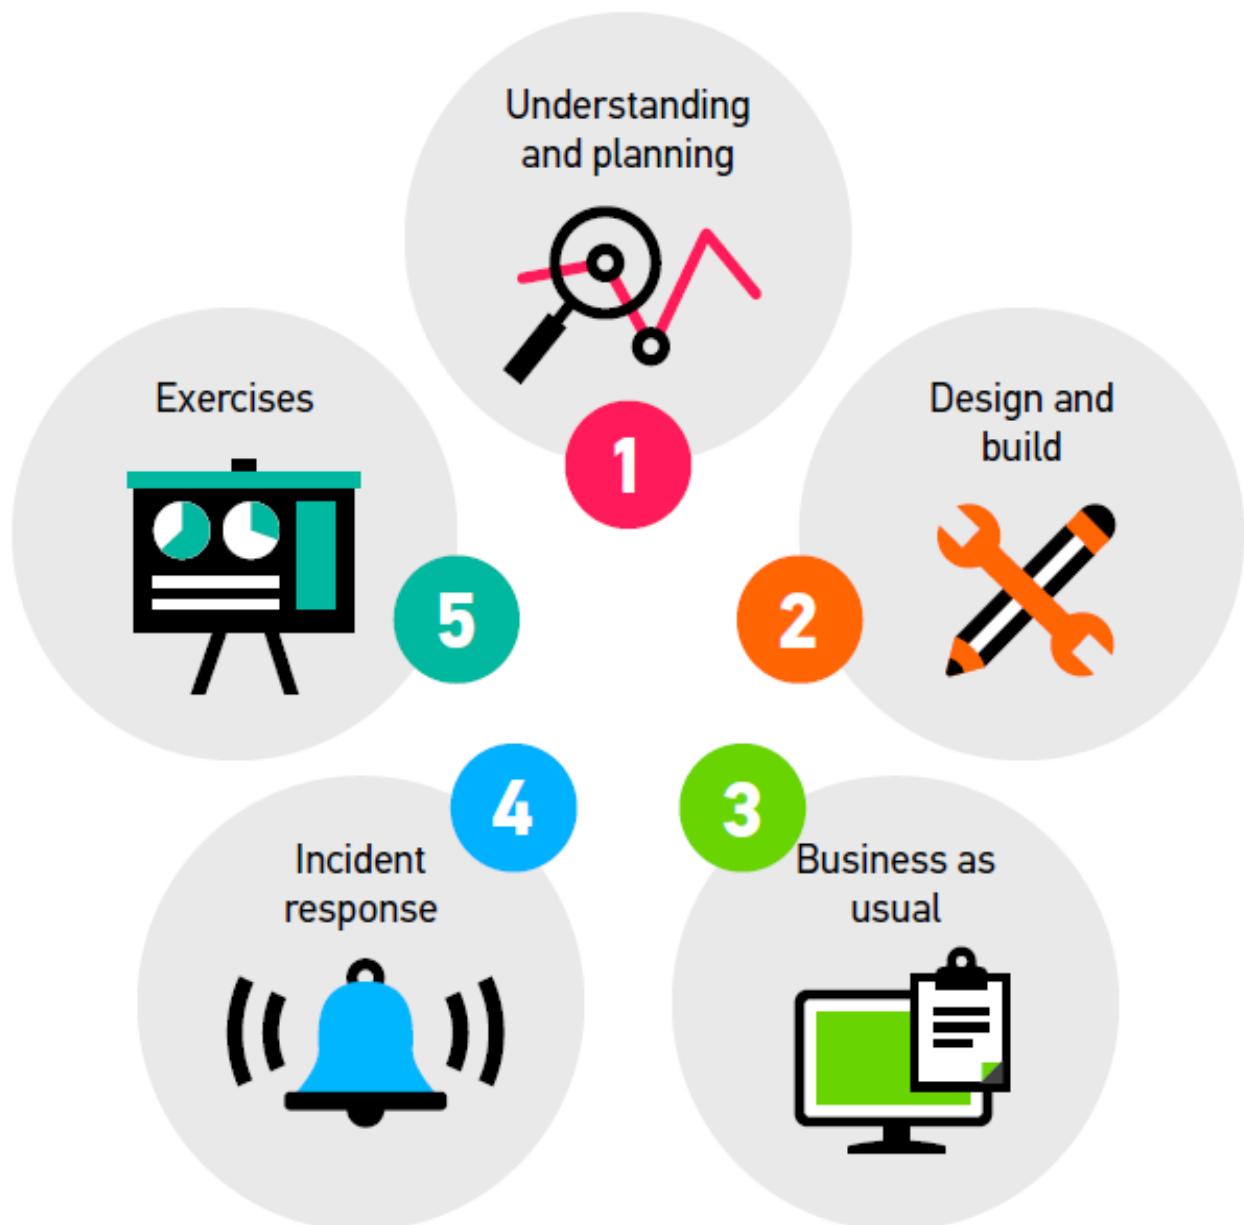 Understanding
and planning
1
Design and
build
2
3
Business as
usual
4
Incident
response
Exercises
5